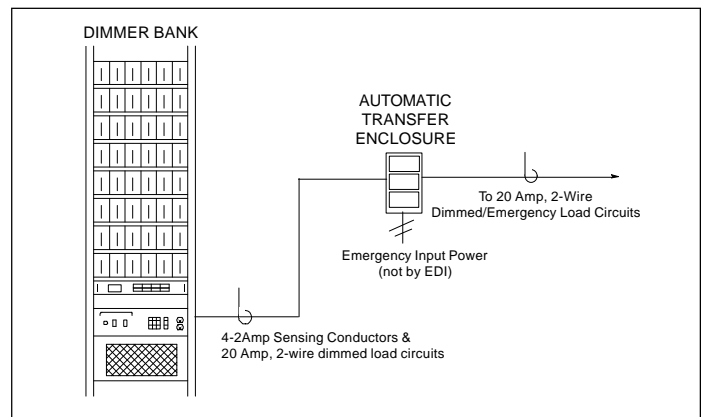 DIMMER BANK
AUTOMATIC
TRANSFER
ENCLOSURE
To 20 Amp, 2-Wire
Dimmed/Emergency Load Circuits
Emergency Input Power
(not by EDI)
4-2Amp Sensing Conductors &
20 Amp, 2-wire dimmed load circuits